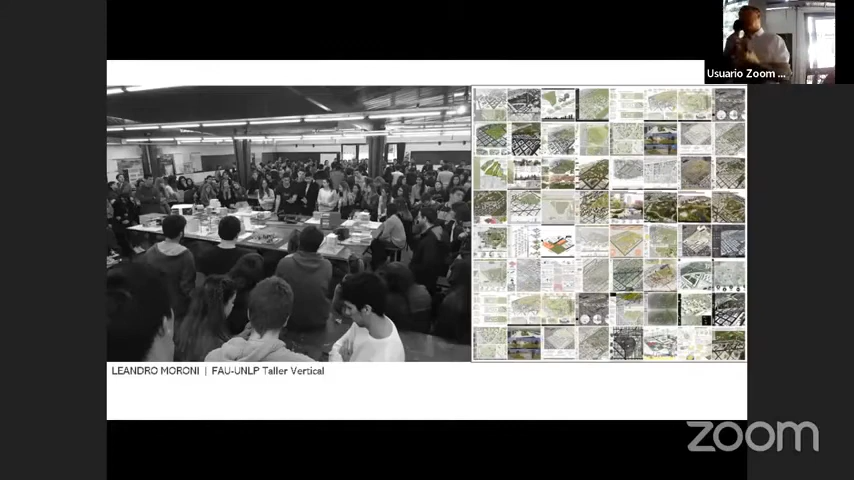 Usuario Zoom ...
LEANDRO MORONI | FAU-UNLP Taller Vertical
zoom